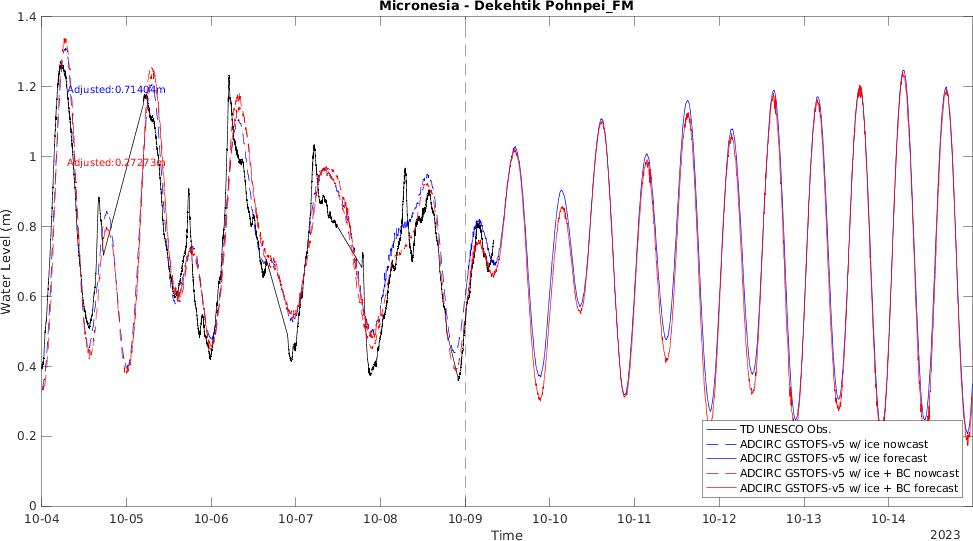 Micronesia - Dekehtik Pohnpei_FM
1.4
1.2
1
0.8
0.6
0.4
0.2
0
Water Level (m)
Adjusted:0.71404m
Adjusted:0.27273m
TD UNESCO Obs.
ADCIRC GSTOFS-v5 w/ ice nowcast
ADCIRC GSTOFS-v5 w/ ice forecast
ADCIRC GSTOFS-v5 w/ ice + BC nowcast
ADCIRC GSTOFS-v5 w/ ice + BC forecast
10-04 10-05 10-06 10-07 10-08 10-09 10-10 10-11 10-12 10-13 10-14
Time
2023